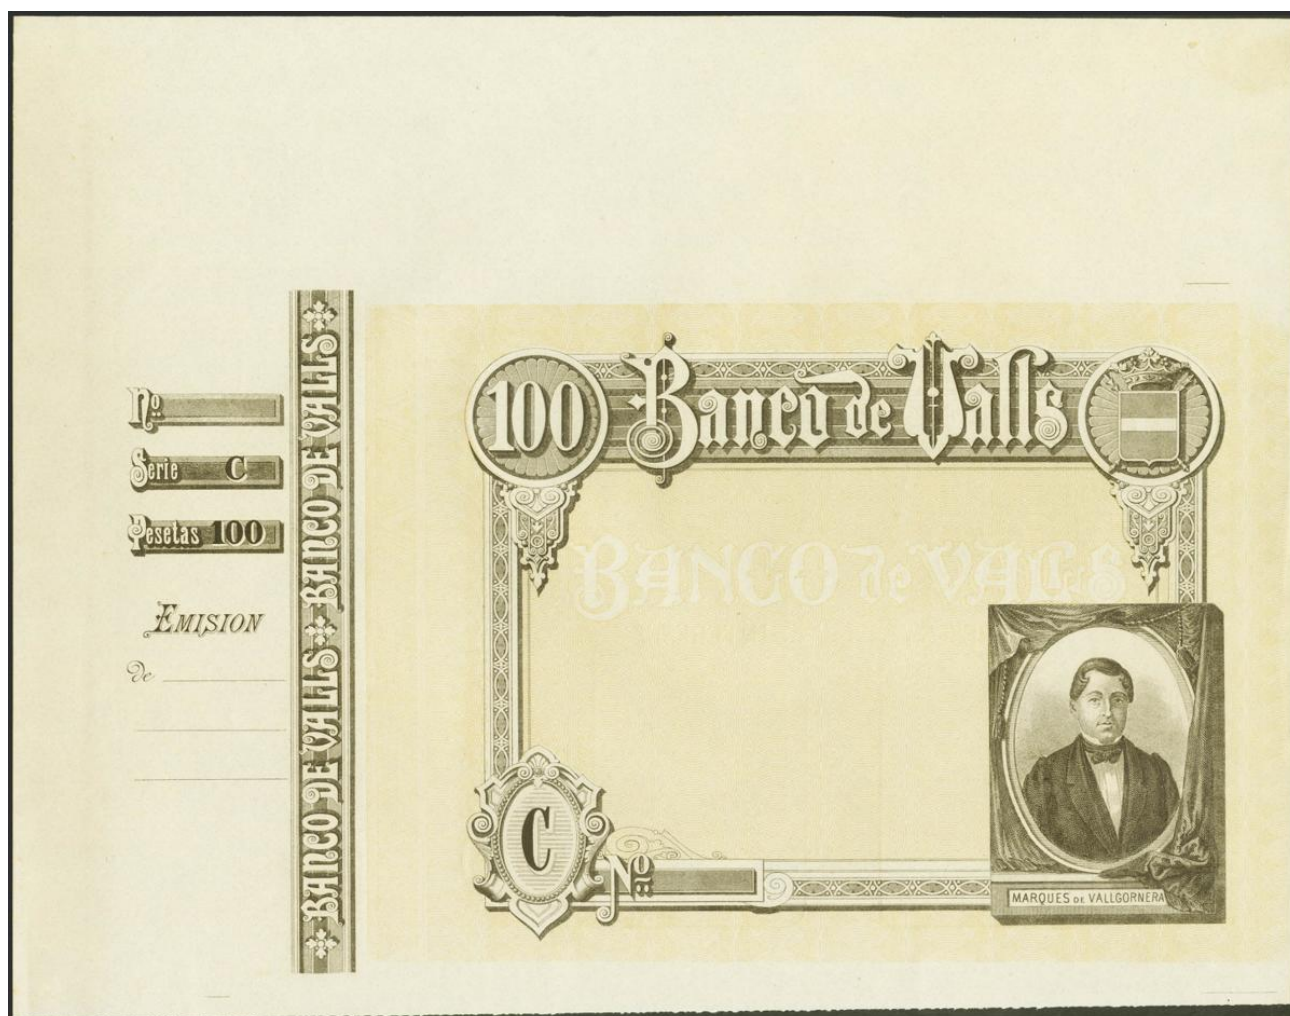 Nº
Serie C
Pesetas 100
EMISION
de
BANCO DE VALLS BANCO DE VALLS
100 Banco de Valls
BANCO de VALLS
C
Nº
MARQUES DE VALLGORNERA